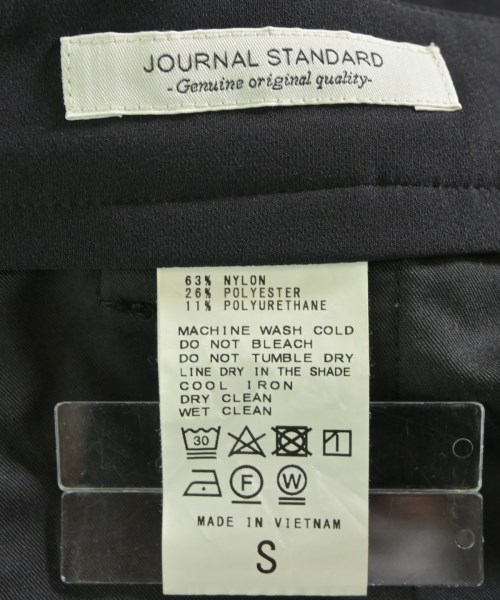 JOURNAL STANDARD
-Genuine original quality-
63% NYLON
26% POLYESTER
11% POLYURETHANE
MACHINE WASH COLD
DO NOT BLEACH
DO NOT TUMBLE DRY
LINE DRY IN THE SHADE
COOL IRON
DRY CLEAN
WET CLEAN
30
F W
MADE IN VIETNAM
S